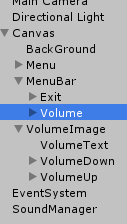 Main Camera
Directional Light
Canvas
BackGround
Menu
MenuBar
Exit
Volume
VolumeImage
VolumeText
VolumeDown
VolumeUp
EventSystem
SoundManager